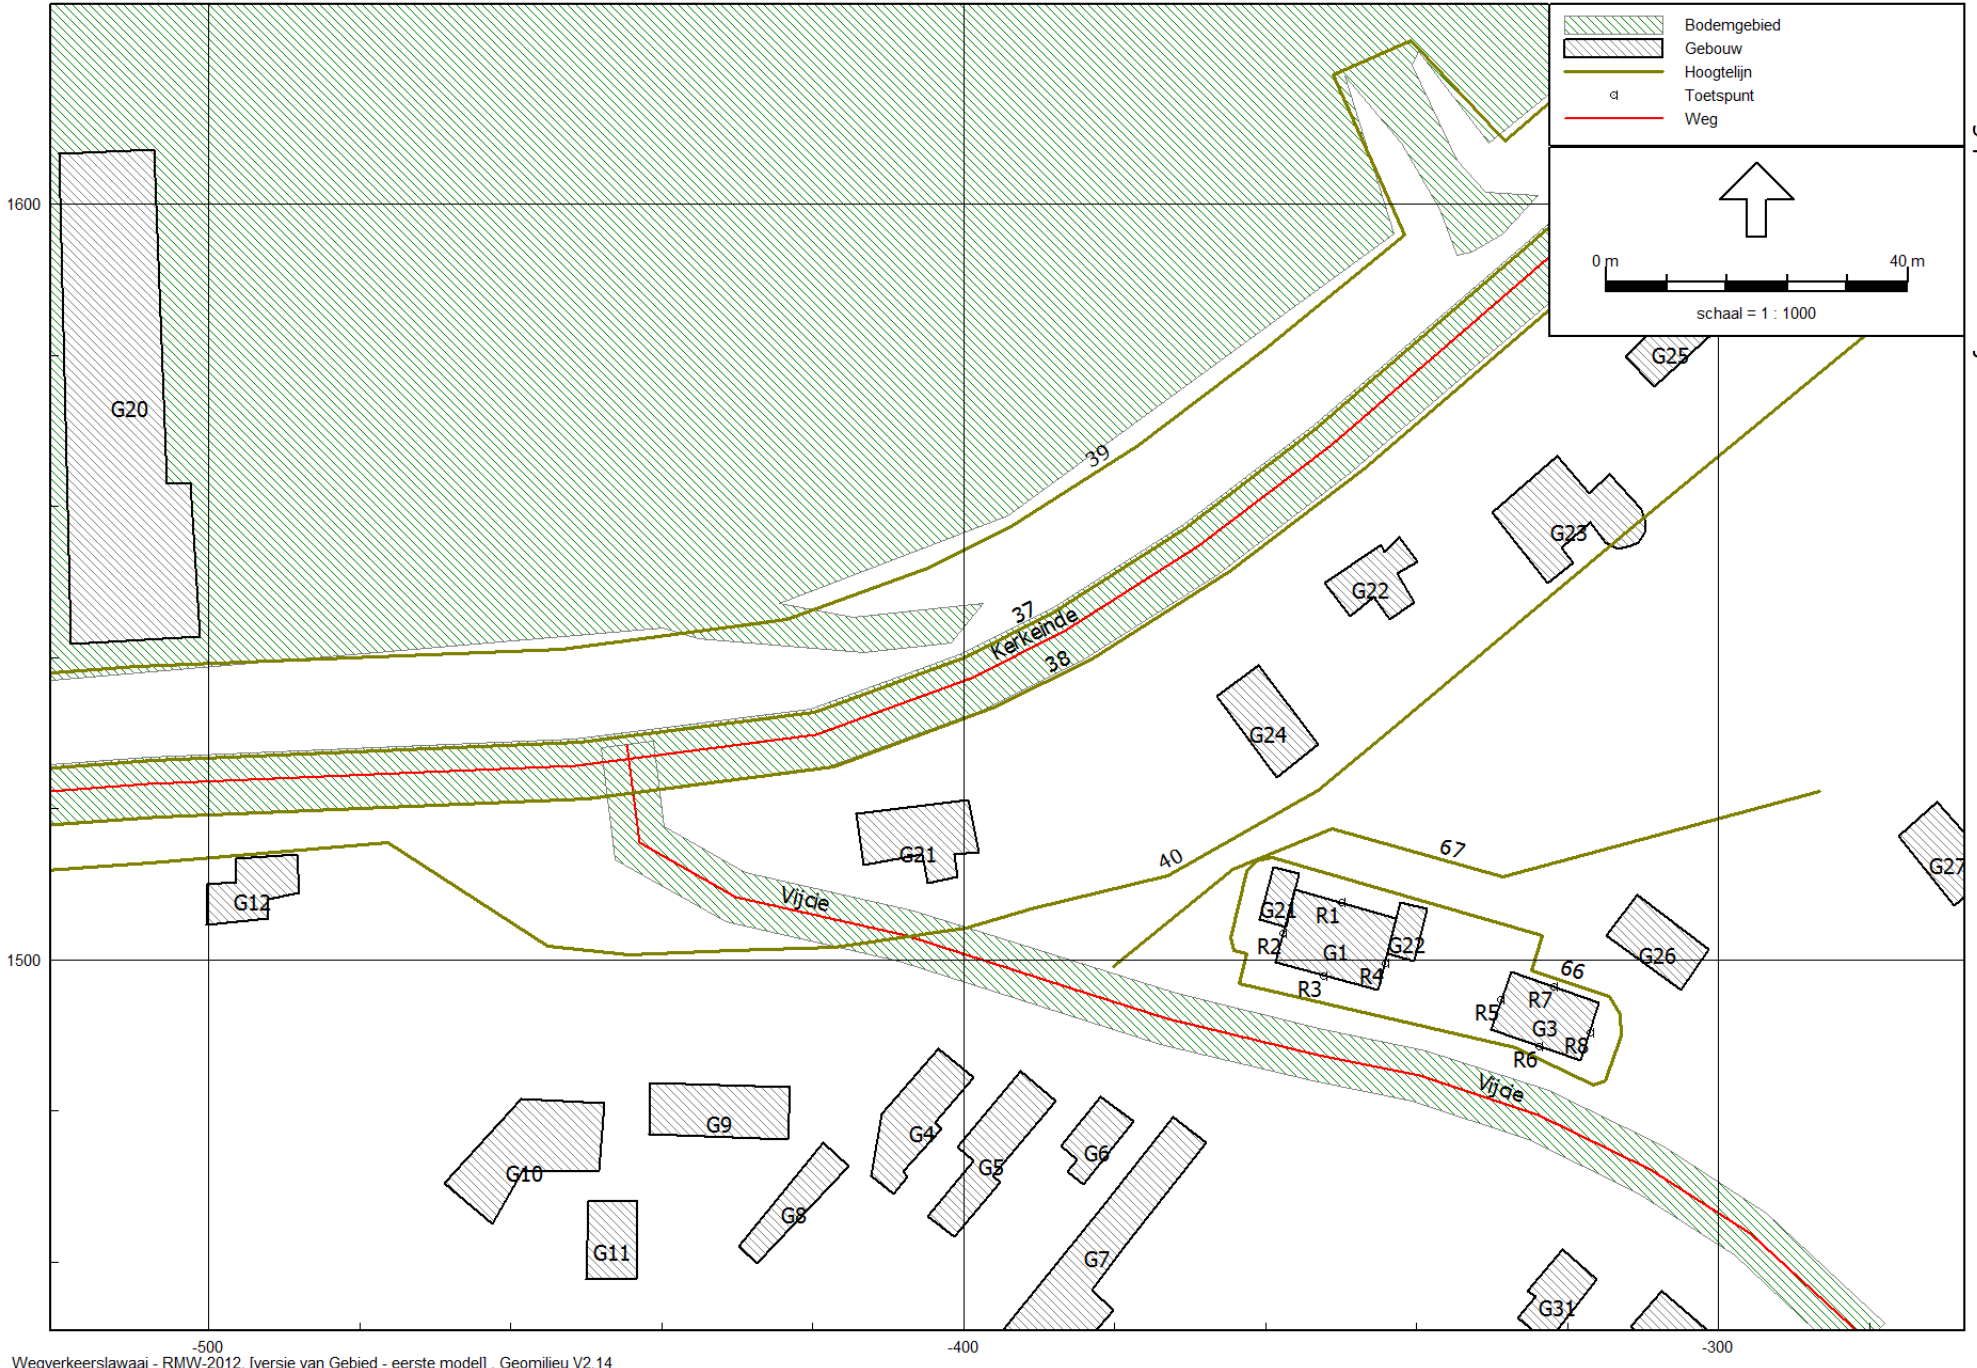 Bodemgebied
Gebouw
Hoogtelijn
Toetspunt
Weg
1600
0 m 40 m
schaal = 1 : 1000
G25
G20
39
G23
G22
37
Kerkeinde
38
G24
G21
40
67
G27
G12
Vijcie
G21
R1
R2
G1
G22
R4
R3
G26
1500
66
R7
R5
G3
R8
R6
Vijcie
G9
G4
G5
G6
G10
G8
G11
G7
G31
-500 -400 -300
Wegverkeerslawaai - RMW-2012, [versie van Gebied - eerste model] , Geomilieu V2.14